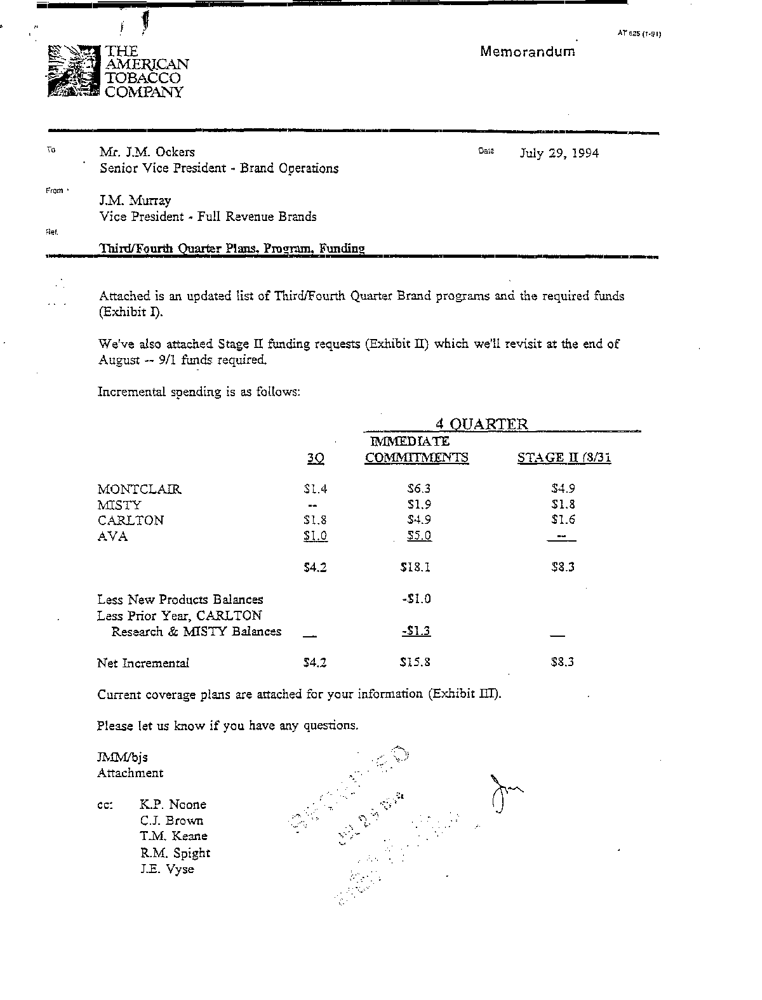 AT 625 (1-91)
THE
AMERICAN
TOBACCO
COMPANY
Memorandum
To
Mr. J.M. Ockers
Senior Vice President - Brand Operations
Date
July 29, 1994
From
J.M. Murray
Vice President - Full Revenue Brands
Ref.
Third/Fourth Quarter Plans, Program, Funding
Attached is an updated list of Third/Fourth Quarter Brand programs and the required funds
(Exhibit I).
We've also attached Stage II funding requests (Exhibit II) which we'll revisit at the end of
August -- 9/1 funds required.
Incremental spending is as follows:
4 QUARTER
IMMEDIATE
3Q COMMITMENTS STAGE II (8/31
MONTCLAIR $1.4 $6.3 $4.9
MISTY -- $1.9 $1.8
CARLTON $1.8 $4.9 $1.6
AVA $1.0 $5.0 --
$4.2 $18.1 $8.3
Less New Products Balances -$1.0
Less Prior Year, CARLTON
Research & MISTY Balances -$1.3
Net Incremental $4.2 $15.8 $8.3
Current coverage plans are attached for your information (Exhibit III).
Please let us know if you have any questions.
JMM/bjs
Attachment
cc: K.P. Noone
C.J. Brown
T.M. Keane
R.M. Spight
J.E. Vyse
RECEIVED
JUL 29 1994